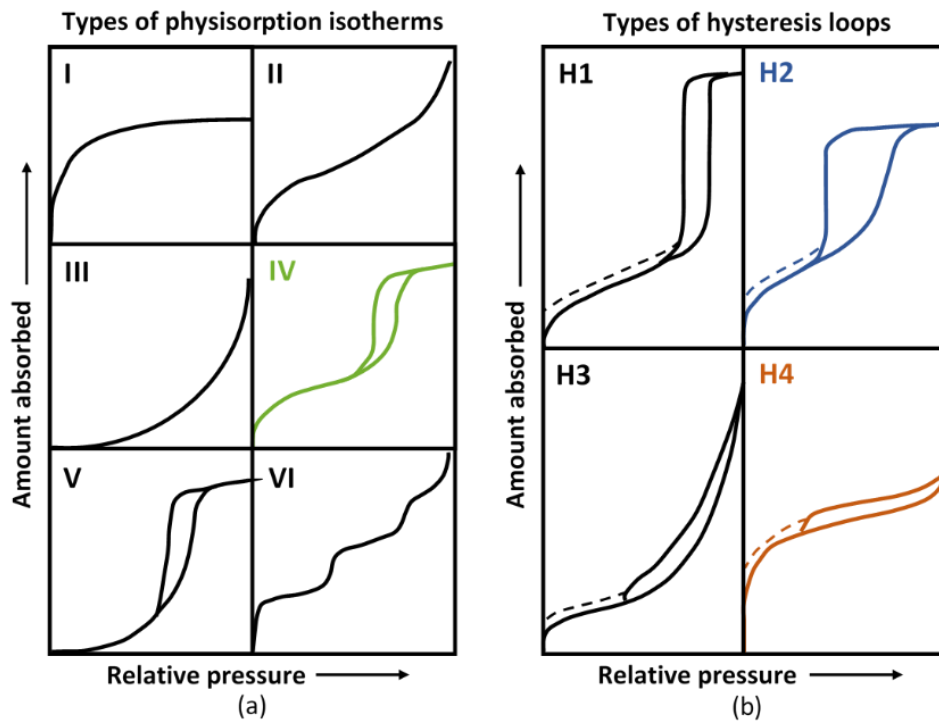 Types of physisorption isotherms
I
II
III
IV
V
VI
Amount absorbed
Relative pressure
(a)
Types of hysteresis loops
H1
H2
H3
H4
Amount absorbed
Relative pressure
(b)